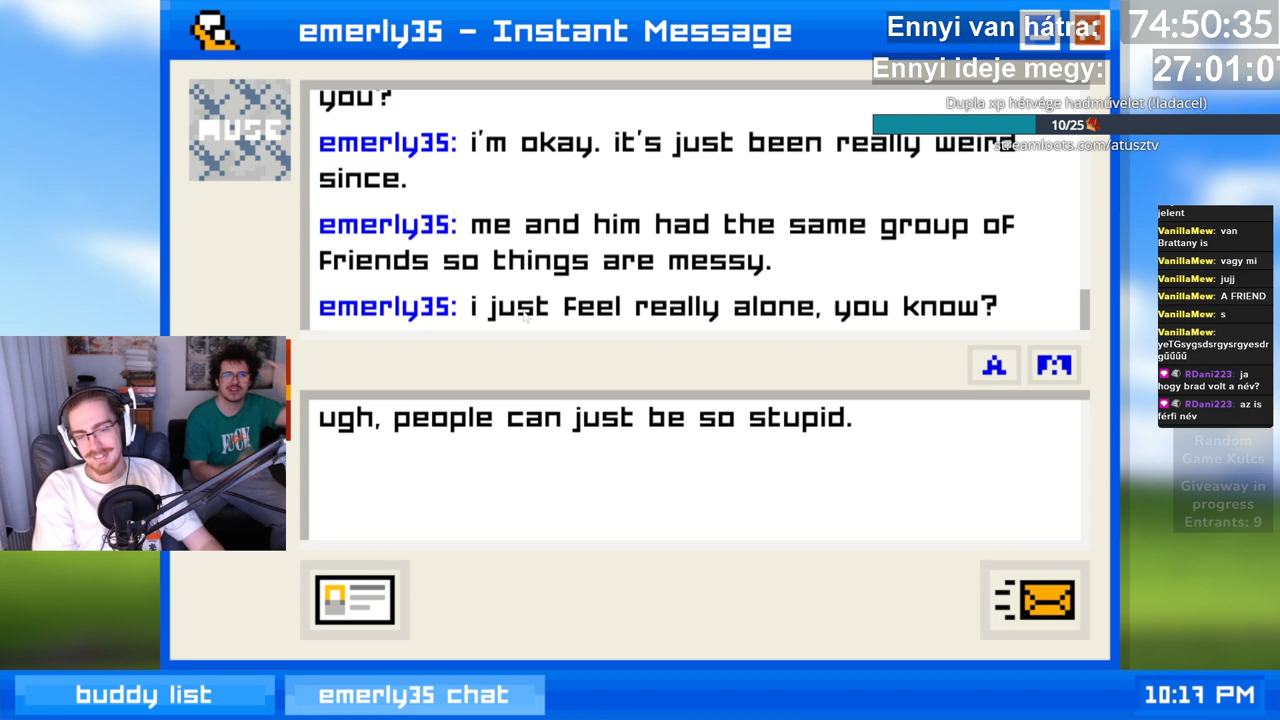 emerly35 - Instant Message
Ennyi van hátra:
74:50:35
Ennyi ideje megy:
27:01:07
Dupla xp hétvége hadművelet (!adacel)
10/25
streamloots.com/atusztv
MUSE
you?
emerly35: i'm okay. it's just been really weird
since.
emerly35: me and him had the same group of
friends so things are messy.
emerly35: i just feel really alone, you know?
A
ugh, people can just be so stupid.
jelent
VanillaMew: van
Brattany is
VanillaMew: vagy mi
VanillaMew: jujj
VanillaMew: A FRIEND
VanillaMew: s
VanillaMew:
yeTGsygsdsrgysrgyesdr
gűűűű
RDani223: ja
hogy brad volt a név?
RDani223: az is
férfi név
Random
Game Kulcs
Giveaway in
progress
Entrants: 9
buddy list
emerly35 chat
10:17 PM